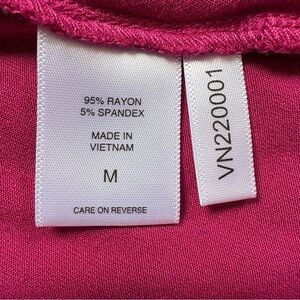 95% RAYON
5% SPANDEX
MADE IN
VIETNAM
M
CARE ON REVERSE
VN220001